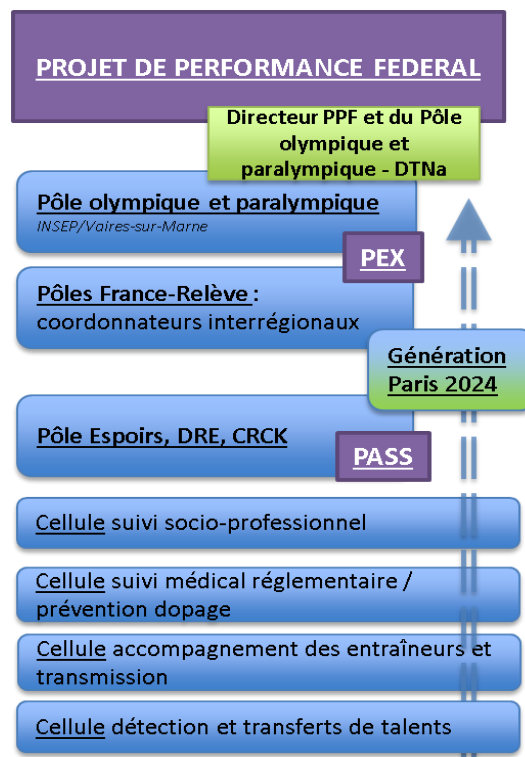 PROJET DE PERFORMANCE FEDERAL
Directeur PPF et du Pôle
olympique et
paralympique - DTNa
Pôle olympique et paralympique
INSEP/Vaires-sur-Marne
PEX
Pôles France-Relève :
coordonnateurs interrégionaux
Génération
Paris 2024
Pôle Espoirs, DRE, CRCK
PASS
Cellule suivi socio-professionnel
Cellule suivi médical réglementaire /
prévention dopage
Cellule accompagnement des entraîneurs et
transmission
Cellule détection et transferts de talents